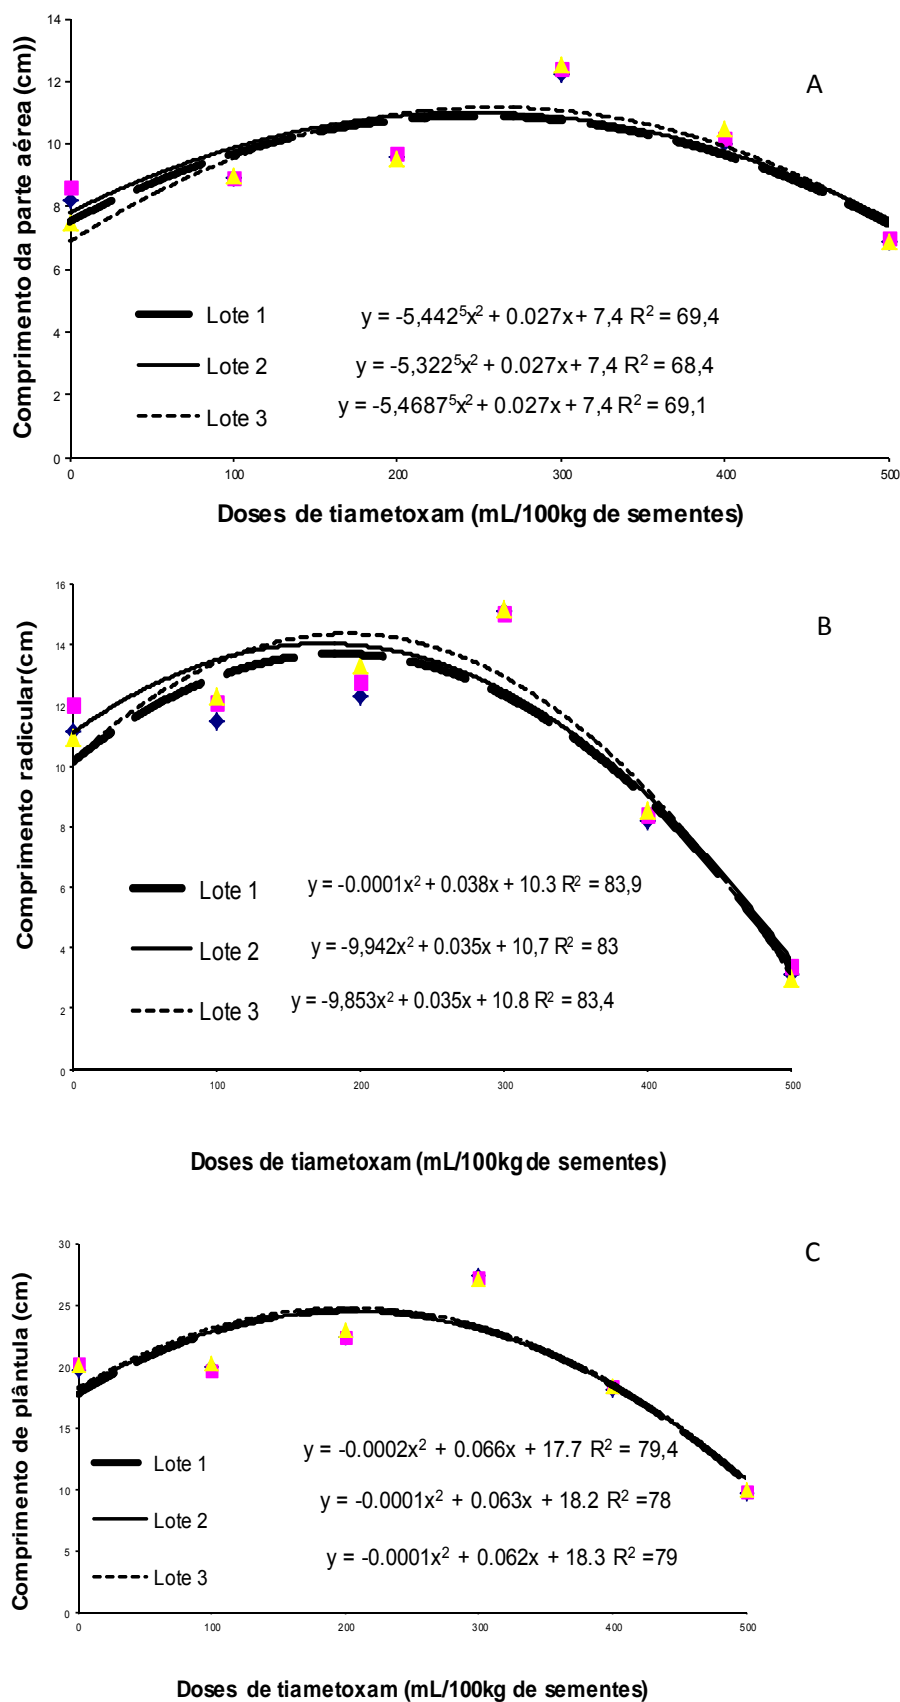 A
Comprimento da parte aérea (cm))
14
12
10
8
6
4
2
0
Lote 1 y = -5,442⁵x² + 0.027x + 7,4 R² = 69,4
Lote 2 y = -5,322⁵x² + 0.027x + 7,4 R² = 68,4
Lote 3 y = -5,4687⁵x² + 0.027x + 7,4 R² = 69,1
0 100 200 300 400 500
Doses de tiametoxam (mL/100kg de sementes)
B
Comprimento radicular(cm)
16
14
12
10
8
6
4
2
0
Lote 1 y = -0.0001x² + 0.038x + 10.3 R² = 83,9
Lote 2 y = -9,942x² + 0.035x + 10,7 R² = 83
Lote 3 y = -9,853x² + 0.035x + 10.8 R² = 83,4
0 100 200 300 400 500
Doses de tiametoxam (mL/100kg de sementes)
C
Comprimento de plântula (cm)
30
25
20
15
10
5
0
Lote 1 y = -0.0002x² + 0.066x + 17.7 R² = 79,4
Lote 2 y = -0.0001x² + 0.063x + 18.2 R² =78
Lote 3 y = -0.0001x² + 0.062x + 18.3 R² =79
0 100 200 300 400 500
Doses de tiametoxam (mL/100kg de sementes)